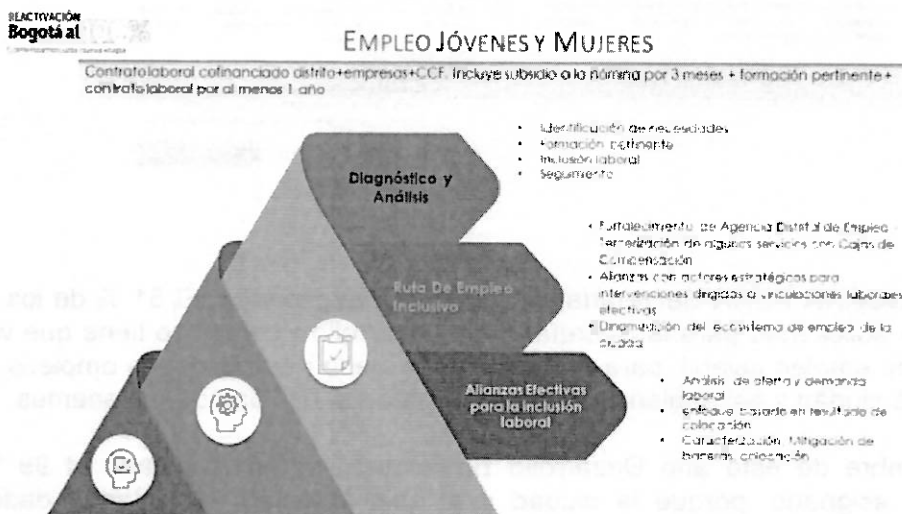 REACTIVACIÓN
Bogotá al
EMPLEO JÓVENES Y MUJERES
Contrato laboral cofinanciado distrito+empresas+CCF. Incluye subsidio a la nómina por 3 meses + formación pertinente +
contrato laboral por al menos 1 año
• Identificación de necesidades
• Formación pertinente
• Inclusión laboral
• Seguimiento
Diagnóstico y
Análisis
• Fortalecimiento de Agencia Distrital de Empleo -
Tercerización de algunos servicios con Cajas de
Compensación
• Alianzas con actores estratégicos para
intervenciones dirigidas a vinculaciones laborales
efectivas
• Dinamización del ecosistema de empleo de la
ciudad
Ruta De Empleo
Inclusivo
Alianzas Efectivas
para la inclusión
laboral
• Análisis de oferta y demanda
laboral
• enfoque basado en resultado de
colocación
• Caracterización, Mitigación de
barreras, colocación